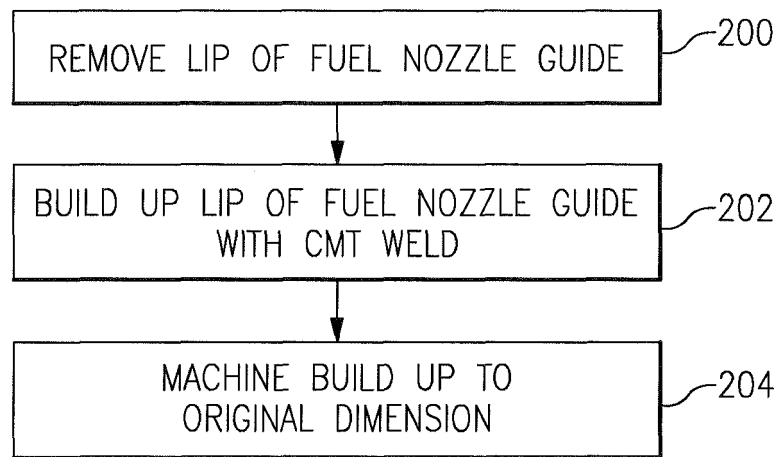 REMOVE LIP OF FUEL NOZZLE GUIDE
200
BUILD UP LIP OF FUEL NOZZLE GUIDE
WITH CMT WELD
202
MACHINE BUILD UP TO
ORIGINAL DIMENSION
204